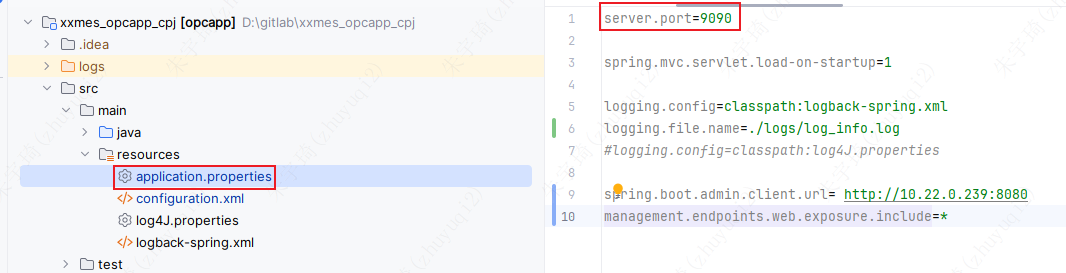 xxmes_opcapp_cpj [opcapp] D:\gitlab\xxmes_opcapp_cpj
.idea
logs
src
main
java
resources
application.properties
configuration.xml
log4J.properties
logback-spring.xml
test
1 server.port=9090
2
3 spring.mvc.servlet.load-on-startup=1
4
5 logging.config=classpath:logback-spring.xml
6 logging.file.name=./logs/log_info.log
7 #logging.config=classpath:log4J.properties
8
9 spring.boot.admin.client.url= http://10.22.0.239:8080
10 management.endpoints.web.exposure.include=*